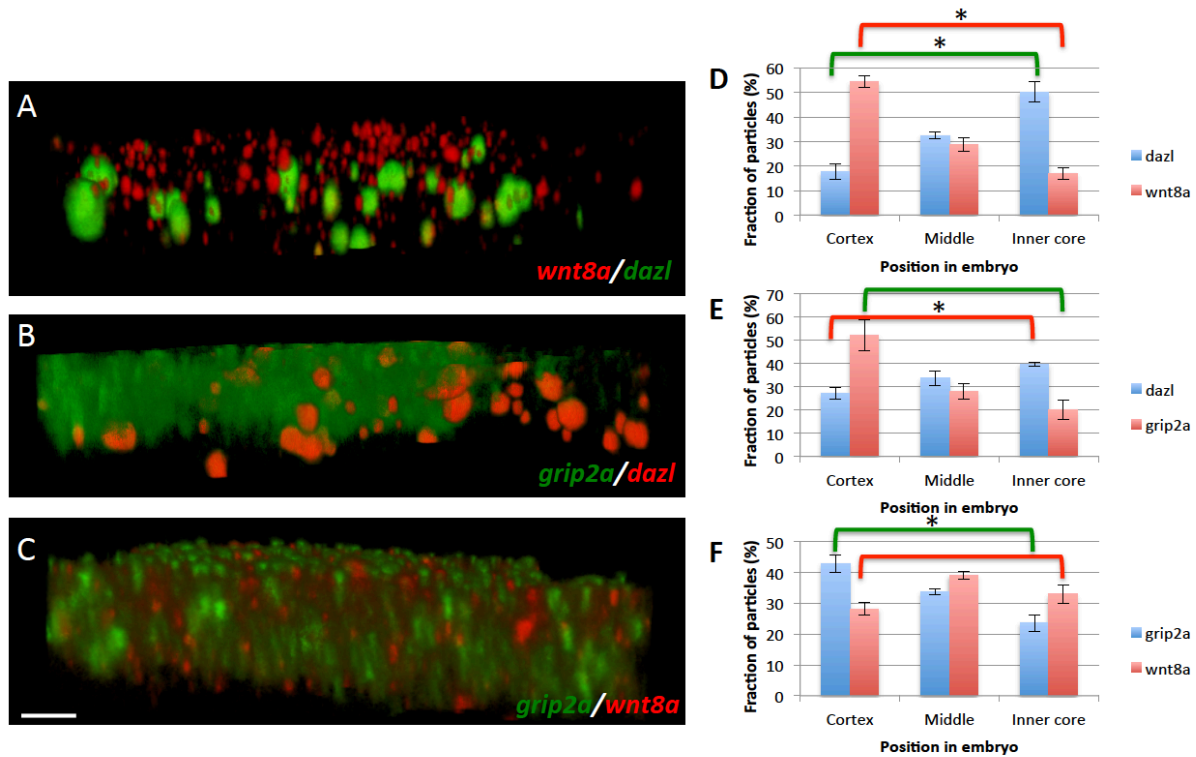 A
wnt8a/dazl
B
grip2a/dazl
C
grip2a/wnt8a
D
*
*
Fraction of particles (%)
60
50
40
30
20
10
0
Cortex Middle Inner core
Position in embryo
dazl
wnt8a
E
*
Fraction of particles (%)
70
60
50
40
30
20
10
0
Cortex Middle Inner core
Position in embryo
dazl
grip2a
F
*
Fraction of particles (%)
50
40
30
20
10
0
Cortex Middle Inner core
Position in embryo
grip2a
wnt8a